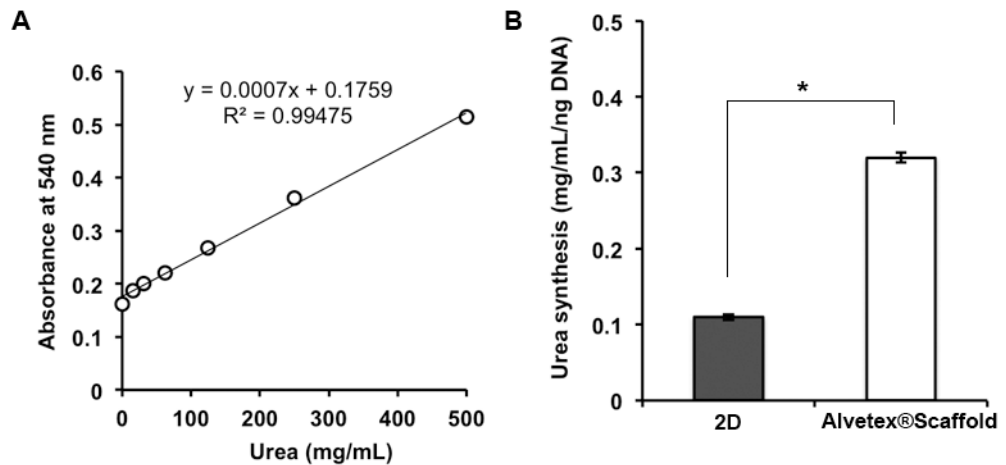 A
y = 0.0007x + 0.1759
R² = 0.99475
Absorbance at 540 nm
0.6
0.5
0.4
0.3
0.2
0.1
0
0 100 200 300 400 500
Urea (mg/mL)
B
Urea synthesis (mg/mL/ng DNA)
0.5
0.4
0.3
0.2
0.1
0
*
2D Alvetex®Scaffold